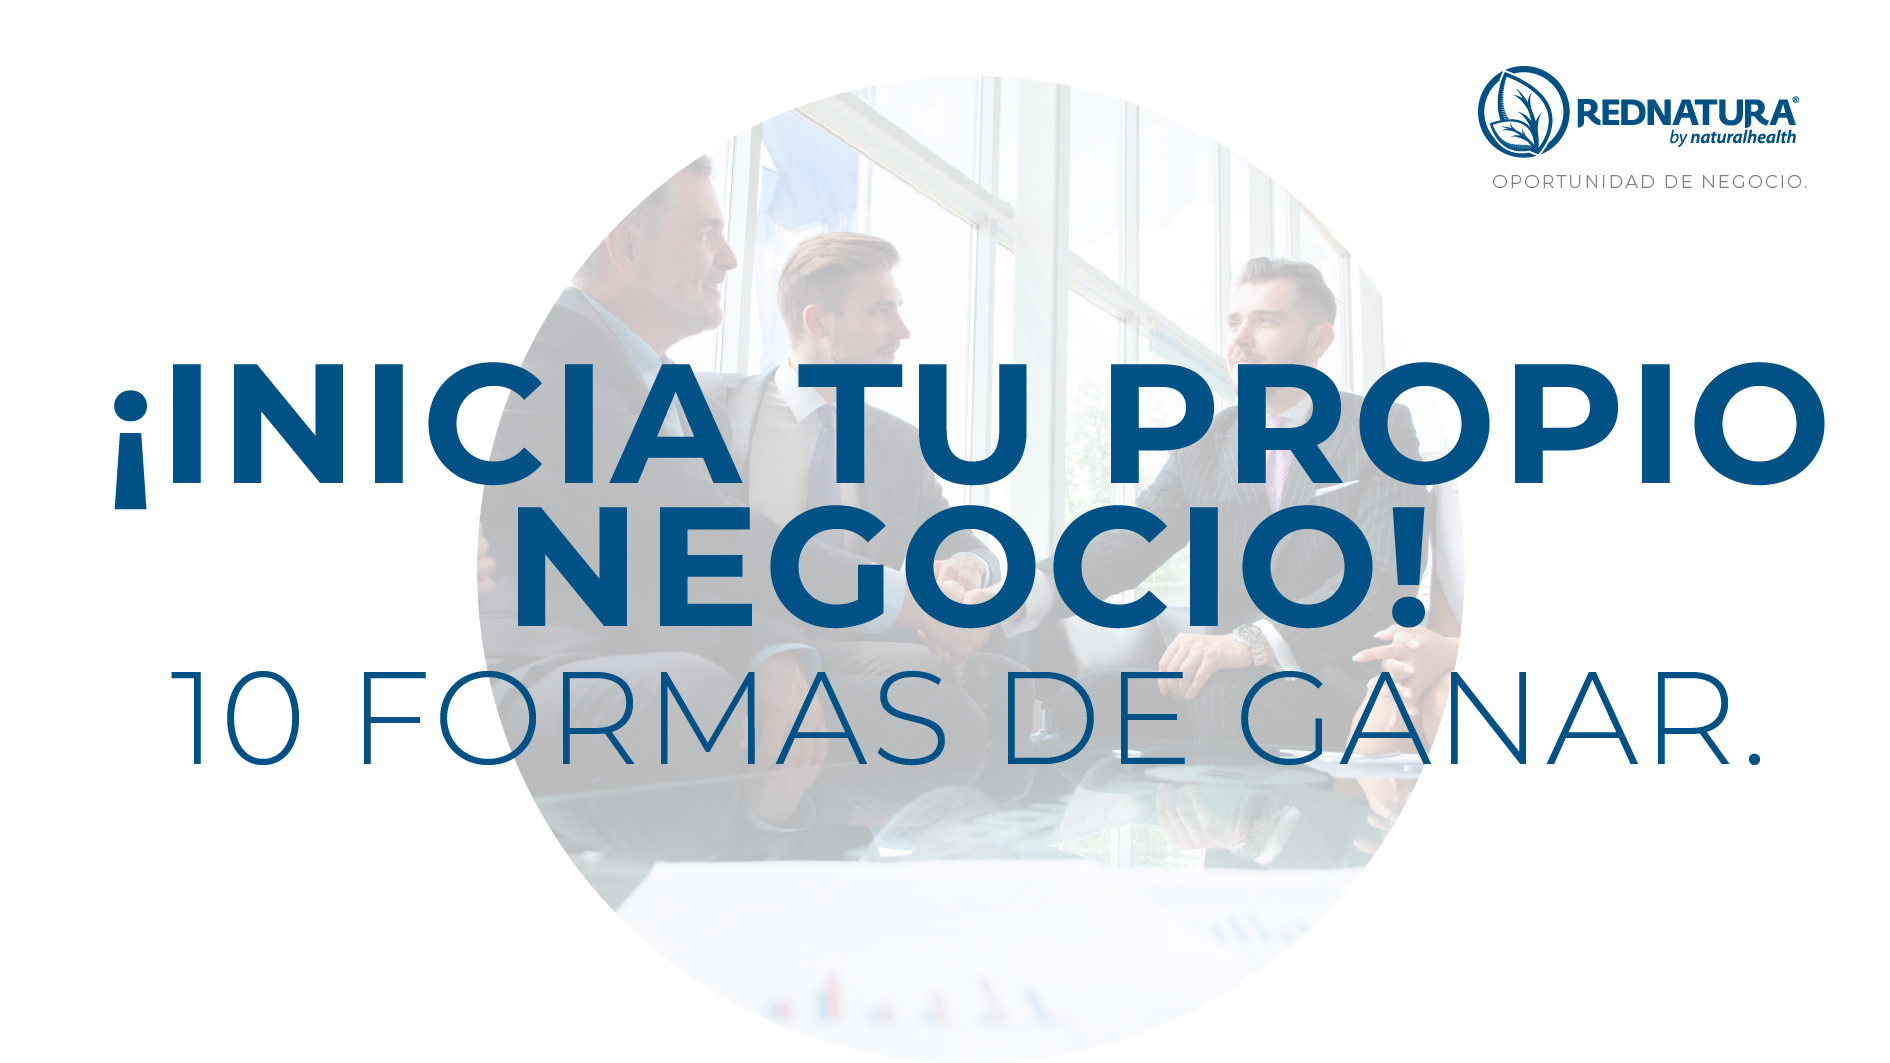 REDNATURA®
by naturalhealth
OPORTUNIDAD DE NEGOCIO.
¡INICIA TU PROPIO
NEGOCIO!
10 FORMAS DE GANAR.